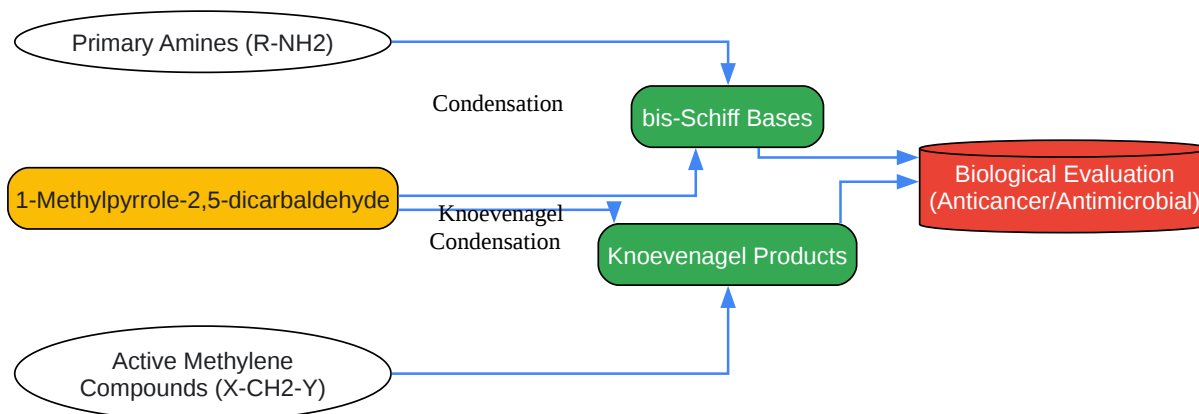 Primary Amines (R-NH2)
Condensation
bis-Schiff Bases
1-Methylpyrrole-2,5-dicarbaldehyde
Biological Evaluation
(Anticancer/Antimicrobial)
Knoevenagel
Condensation
Knoevenagel Products
Active Methylene
Compounds (X-CH2-Y)